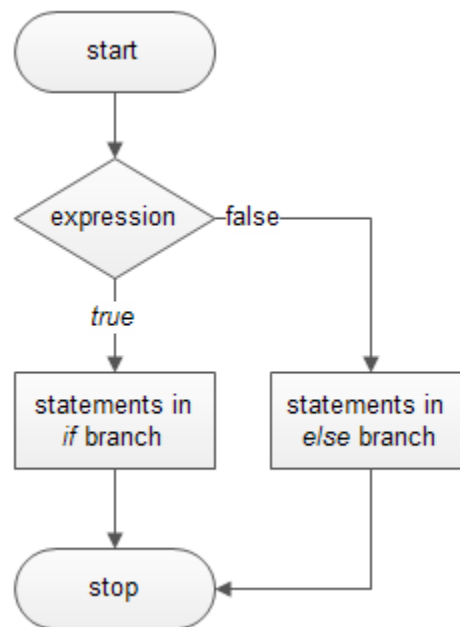 start
expression
false
true
statements in
if branch
statements in
else branch
stop